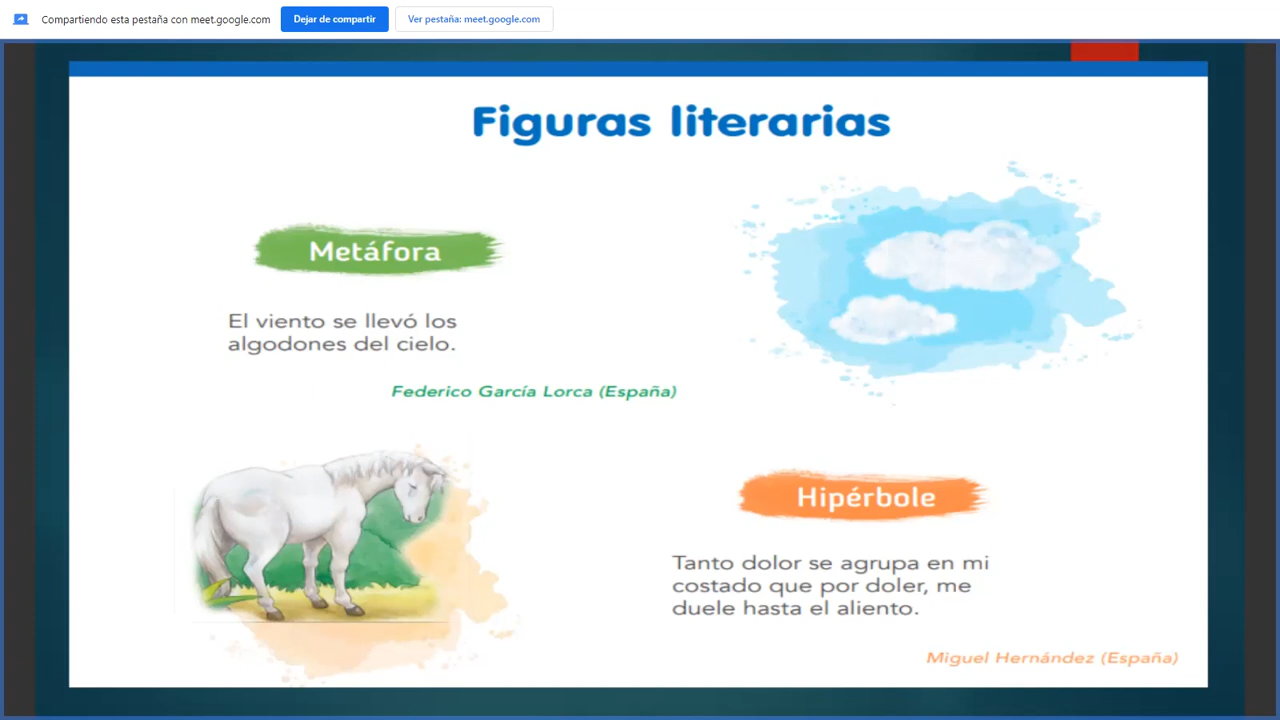 Compartiendo esta pestaña con meet.google.com
Dejar de compartir
Ver pestaña: meet.google.com
Figuras literarias
Metáfora
El viento se llevó los
algodones del cielo.
Federico García Lorca (España)
Hipérbole
Tanto dolor se agrupa en mi
costado que por doler, me
duele hasta el aliento.
Miguel Hernández (España)